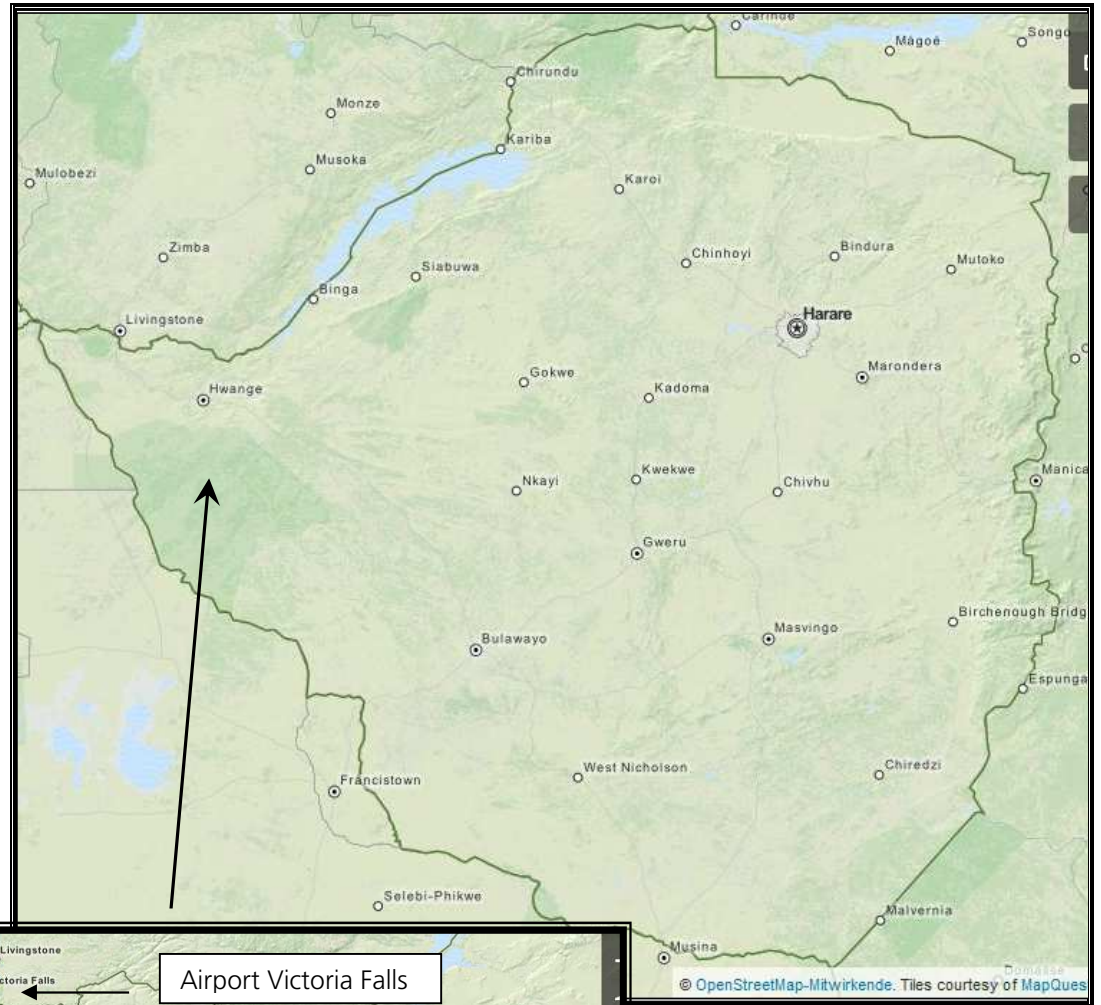 Carinde
Songo
Mágoè
Chirundu
Monze
Kariba
Musoka
Mulobezi
Karoi
Zimba
Chinhoyi
Bindura
Mutoko
Siabuwa
Binga
Livingstone
Harare
Gokwe
Marondera
Hwange
Kadoma
Kwekwe
Manica
Nkayi
Chivhu
Gweru
Birchenough Bridg
Masvingo
Bulawayo
Espunga
West Nicholson
Chiredzi
Francistown
Selebi-Phikwe
Malvernia
Musina
Livingstone
Airport Victoria Falls
ctoria Falls
© OpenStreetMap-Mitwirkende. Tiles courtesy of MapQues